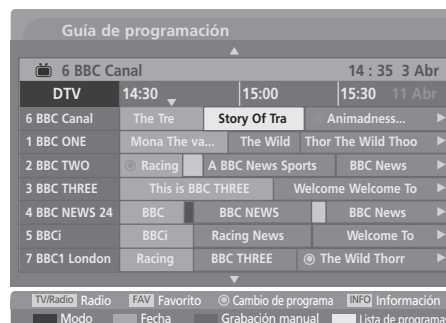 Guía de programación
6 BBC Canal 14 : 35 3 Abr
DTV 14:30 15:00 15:30 11 Abr
6 BBC Canal The Tre Story Of Tra Animadness...
1 BBC ONE Mona The va... The Wild Thor The Wild Thoo
2 BBC TWO Racing A BBC News Sports BBC News
3 BBC THREE This is BBC THREE Welcome Welcome To
4 BBC NEWS 24 BBC BBC NEWS BBC News
5 BBCi BBCi Racing News Welcome To
7 BBC1 London Racing BBC THREE The Wild Thorr
TV/Radio Radio FAV Favorito Cambio de programa INFO Información
Modo Fecha Grabación manual Lista de programa